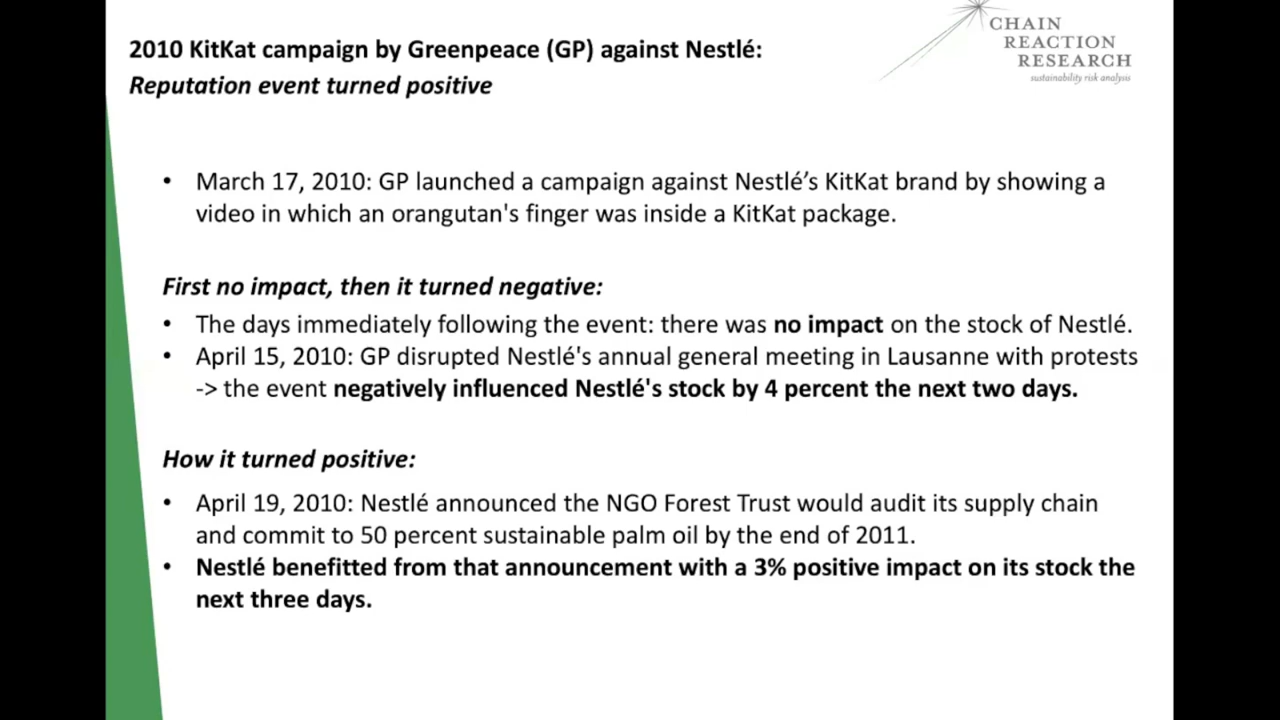 CHAIN
REACTION
RESEARCH
sustainability risk analysis
2010 KitKat campaign by Greenpeace (GP) against Nestlé:
Reputation event turned positive
• March 17, 2010: GP launched a campaign against Nestlé’s KitKat brand by showing a
video in which an orangutan's finger was inside a KitKat package.
First no impact, then it turned negative:
• The days immediately following the event: there was no impact on the stock of Nestlé.
• April 15, 2010: GP disrupted Nestlé's annual general meeting in Lausanne with protests
-> the event negatively influenced Nestlé's stock by 4 percent the next two days.
How it turned positive:
• April 19, 2010: Nestlé announced the NGO Forest Trust would audit its supply chain
and commit to 50 percent sustainable palm oil by the end of 2011.
• Nestlé benefitted from that announcement with a 3% positive impact on its stock the
next three days.